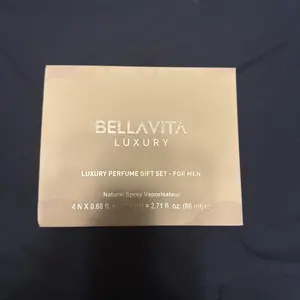 BELLAVITA
LUXURY
LUXURY PERFUME GIFT SET - FOR MEN
Natural Spray Vaporisateur
4 N X 0.68 fl. = 2.71 fl. oz. (80 ml) e